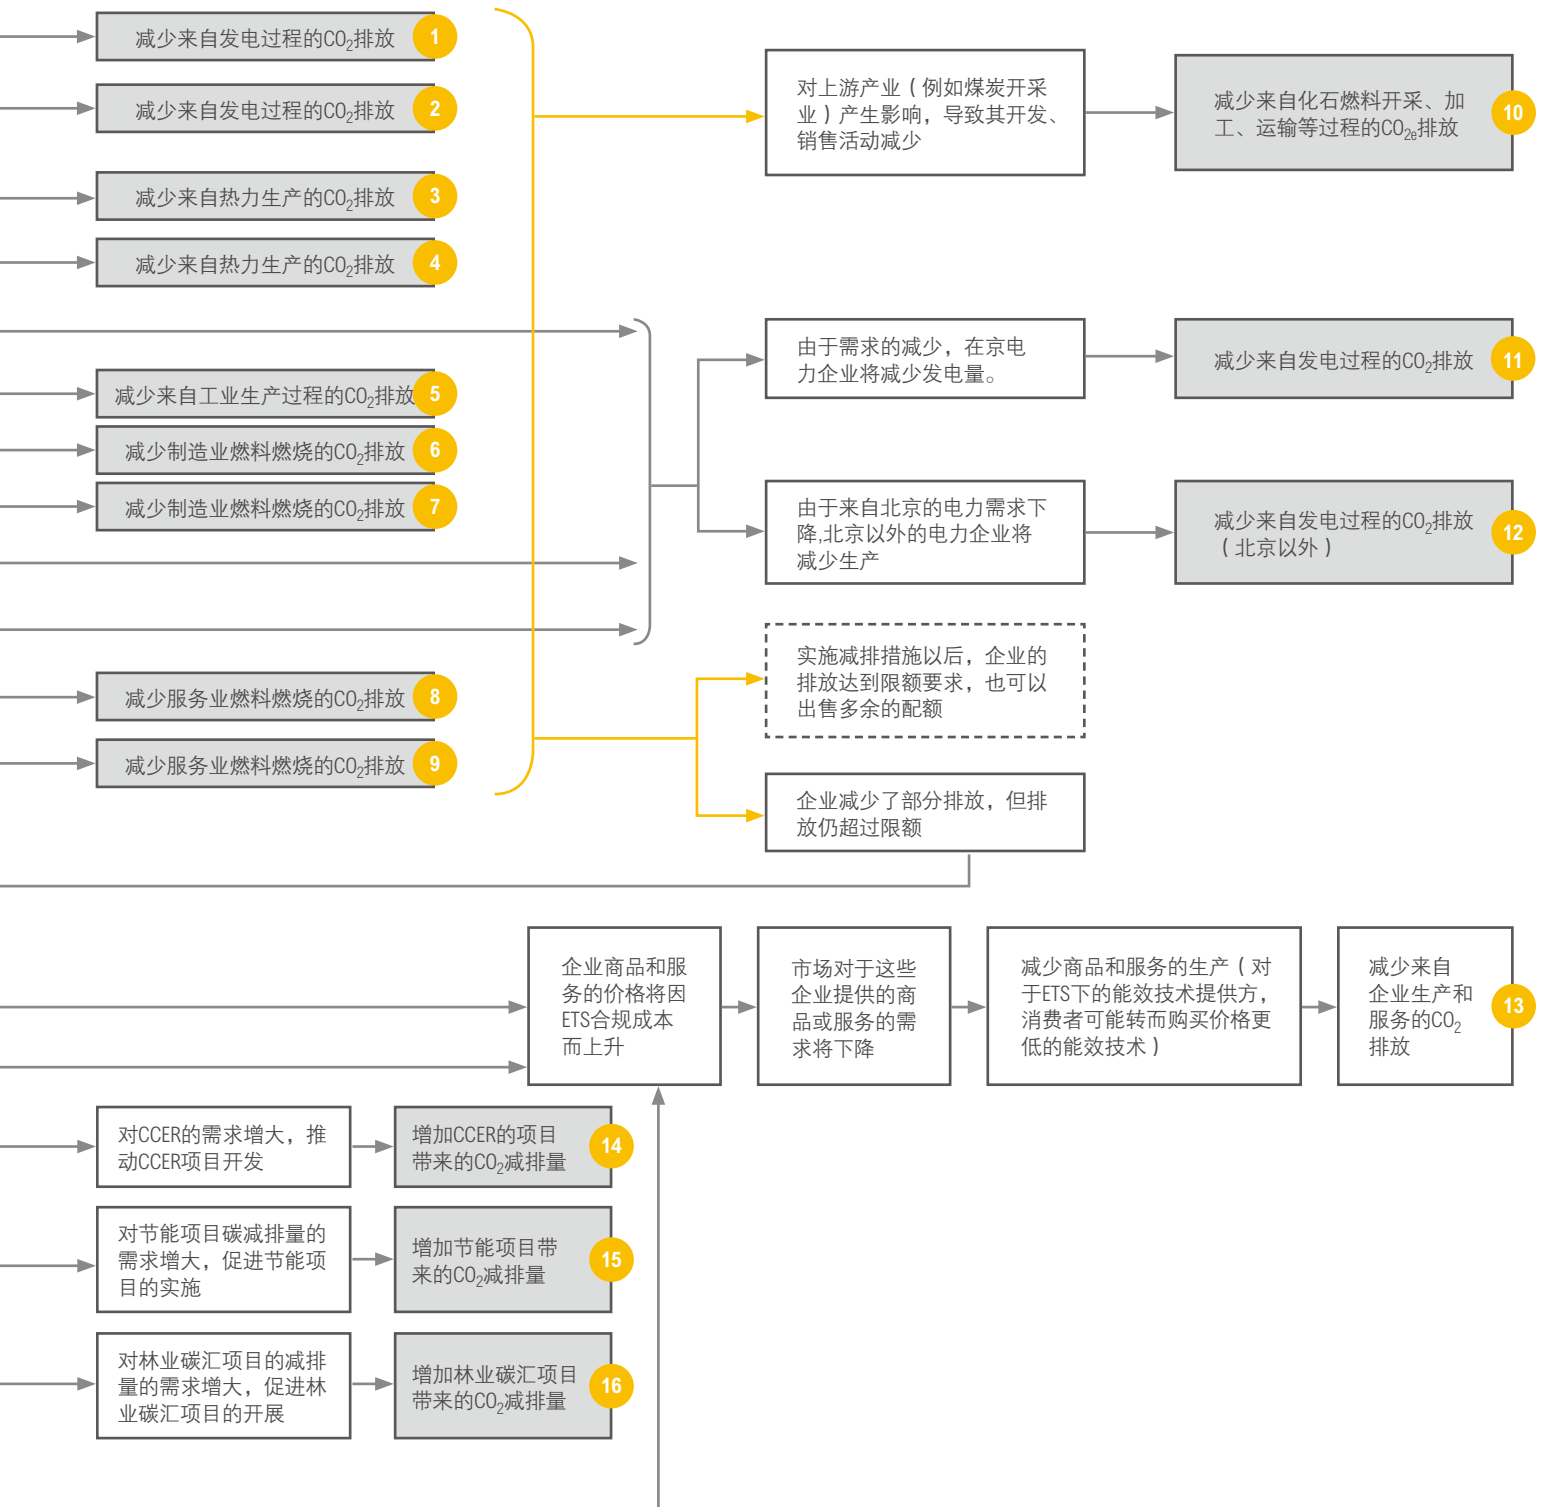 减少来自发电过程的CO₂排放
1
减少来自发电过程的CO₂排放
2
减少来自热力生产的CO₂排放
3
减少来自热力生产的CO₂排放
4
减少来自工业生产过程的CO₂排放
5
减少制造业燃料燃烧的CO₂排放
6
减少制造业燃料燃烧的CO₂排放
7
减少服务业燃料燃烧的CO₂排放
8
减少服务业燃料燃烧的CO₂排放
9
对上游产业（例如煤炭开采
业）产生影响，导致其开发、
销售活动减少
减少来自化石燃料开采、加
工、运输等过程的CO₂ₑ排放
10
由于需求的减少，在京电
力企业将减少发电量。
减少来自发电过程的CO₂排放
11
由于来自北京的电力需求下
降,北京以外的电力企业将
减少生产
减少来自发电过程的CO₂排放
（北京以外）
12
实施减排措施以后，企业的
排放达到限额要求，也可以
出售多余的配额
企业减少了部分排放，但排
放仍超过限额
企业商品和服
务的价格将因
ETS合规成本
而上升
市场对于这些
企业提供的商
品或服务的需
求将下降
减少商品和服务的生产（对
于ETS下的能效技术提供方，
消费者可能转而购买价格更
低的能效技术）
减少来自
企业生产和
服务的CO₂
排放
13
对CCER的需求增大，推
动CCER项目开发
增加CCER的项目
带来的CO₂减排量
14
对节能项目碳减排量的
需求增大，促进节能项
目的实施
增加节能项目带
来的CO₂减排量
15
对林业碳汇项目的减排
量的需求增大，促进林
业碳汇项目的开展
增加林业碳汇项目
带来的CO₂减排量
16